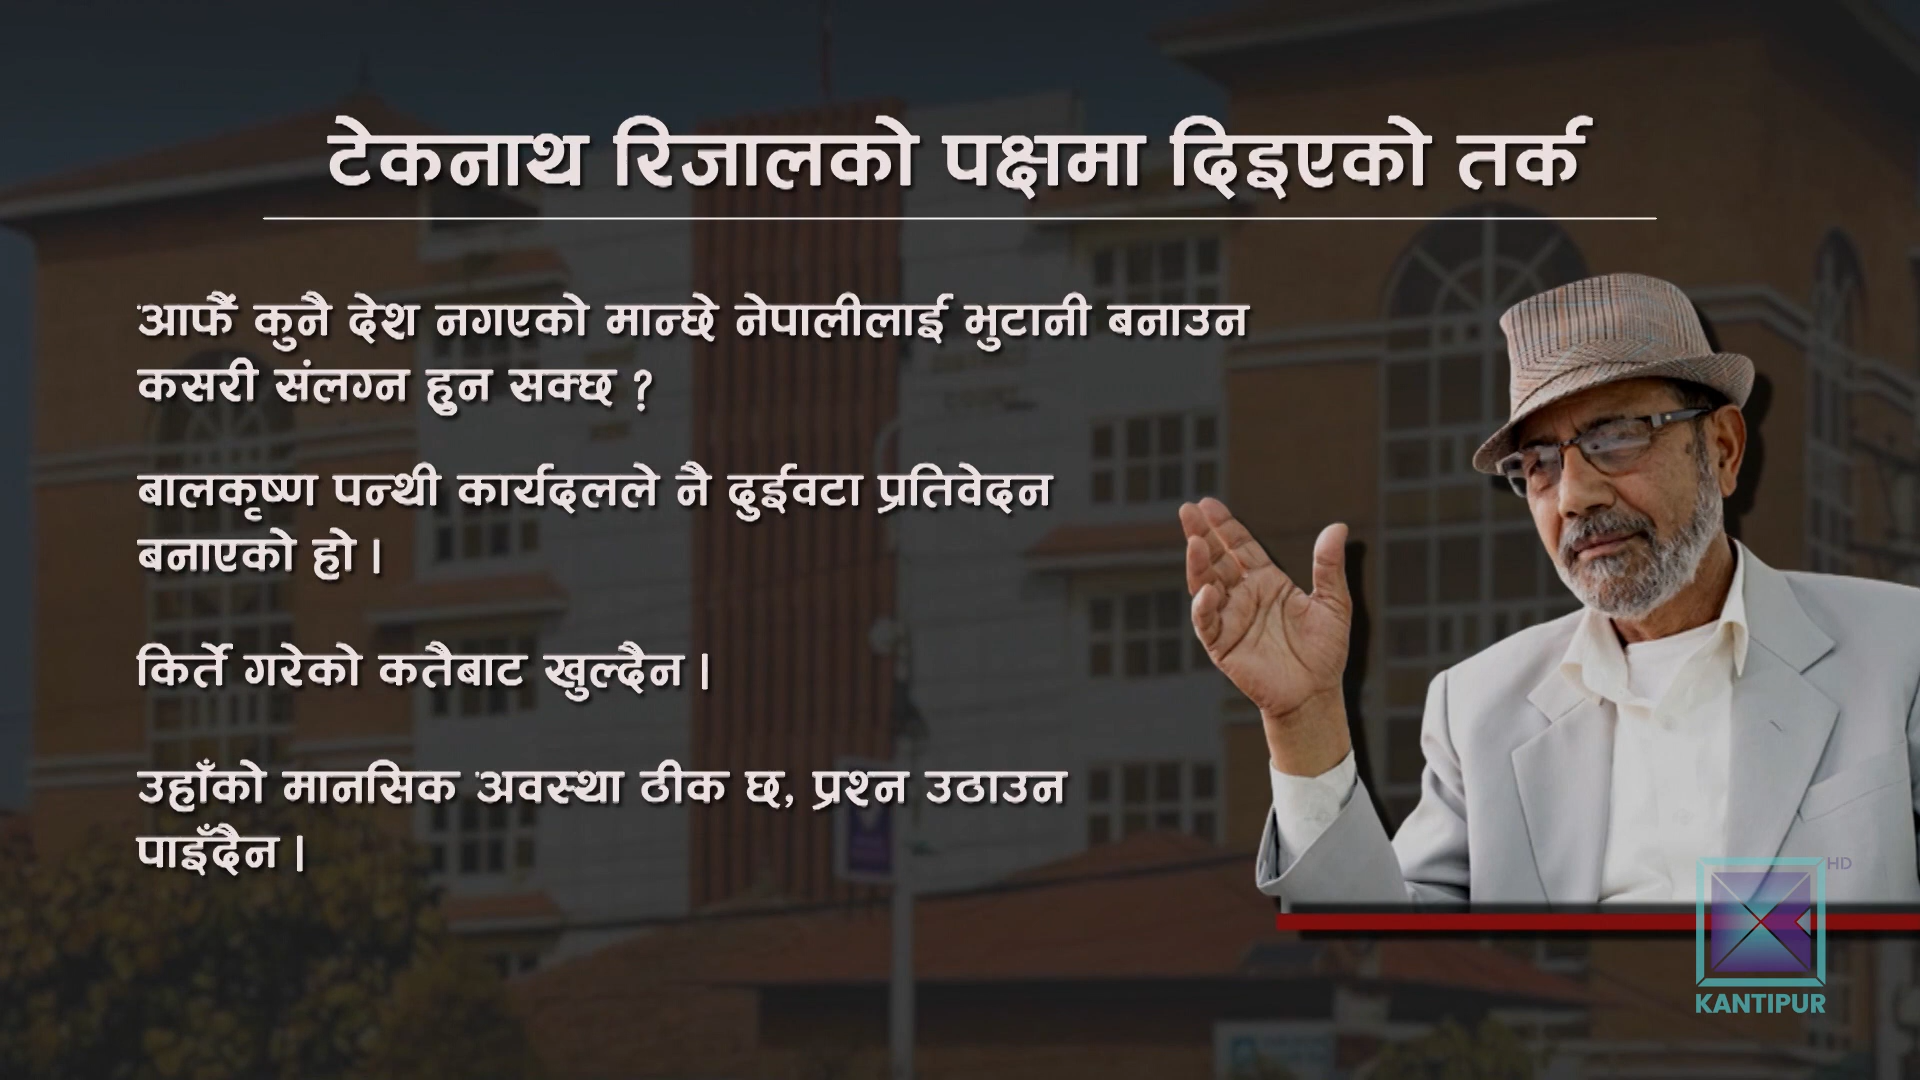 टेकनाथ रिजालको पक्षमा दिइएको तर्क
आफैँ कुनै देश नगएको मान्छे नेपालीलाई भुटानी बनाउन
कसरी संलग्न हुन सक्छ ?
बालकृष्ण पन्थी कार्यदलले नै दुईवटा प्रतिवेदन
बनाएको हो ।
किर्ते गरेको कतैबाट खुल्दैन ।
उहाँको मानसिक अवस्था ठीक छ, प्रश्न उठाउन
पाइँदैन ।
HD
KANTIPUR